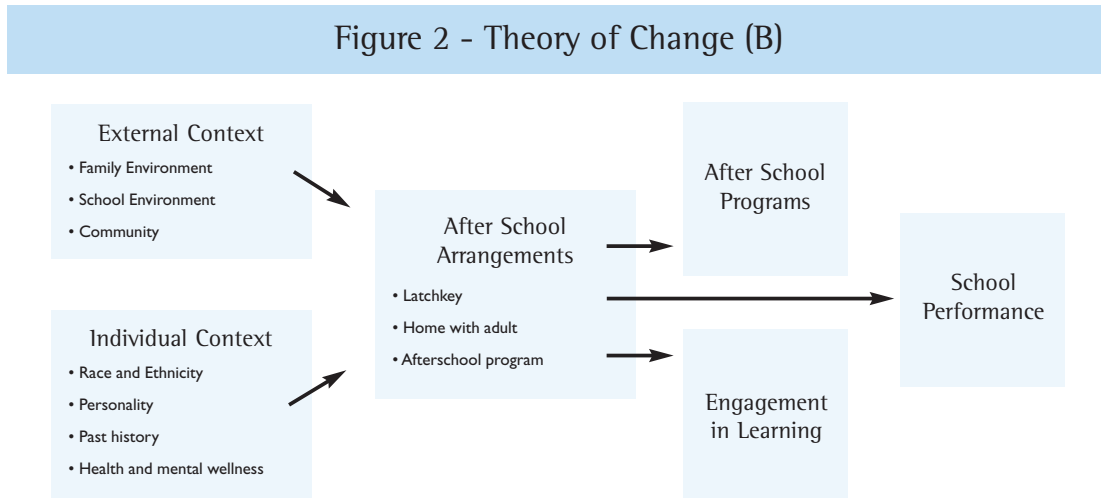 Figure 2 - Theory of Change (B)
External Context
• Family Environment
• School Environment
• Community
Individual Context
• Race and Ethnicity
• Personality
• Past history
• Health and mental wellness
After School
Arrangements
• Latchkey
• Home with adult
• Afterschool program
After School
Programs
Engagement
in Learning
School
Performance